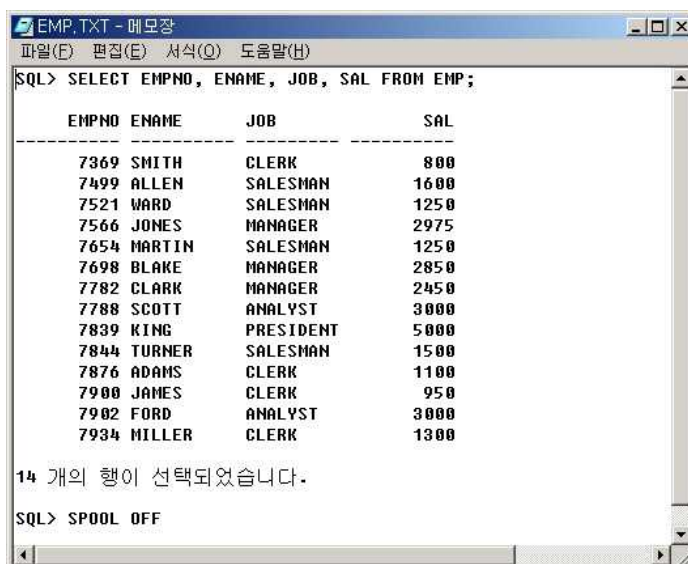 EMP.TXT - 메모장
파일(F) 편집(E) 서식(O) 도움말(H)
SQL> SELECT EMPNO, ENAME, JOB, SAL FROM EMP;
EMPNO ENAME JOB SAL
---------- ---------- --------- ----------
7369 SMITH CLERK 800
7499 ALLEN SALESMAN 1600
7521 WARD SALESMAN 1250
7566 JONES MANAGER 2975
7654 MARTIN SALESMAN 1250
7698 BLAKE MANAGER 2850
7782 CLARK MANAGER 2450
7788 SCOTT ANALYST 3000
7839 KING PRESIDENT 5000
7844 TURNER SALESMAN 1500
7876 ADAMS CLERK 1100
7900 JAMES CLERK 950
7902 FORD ANALYST 3000
7934 MILLER CLERK 1300
14 개의 행이 선택되었습니다.
SQL> SPOOL OFF